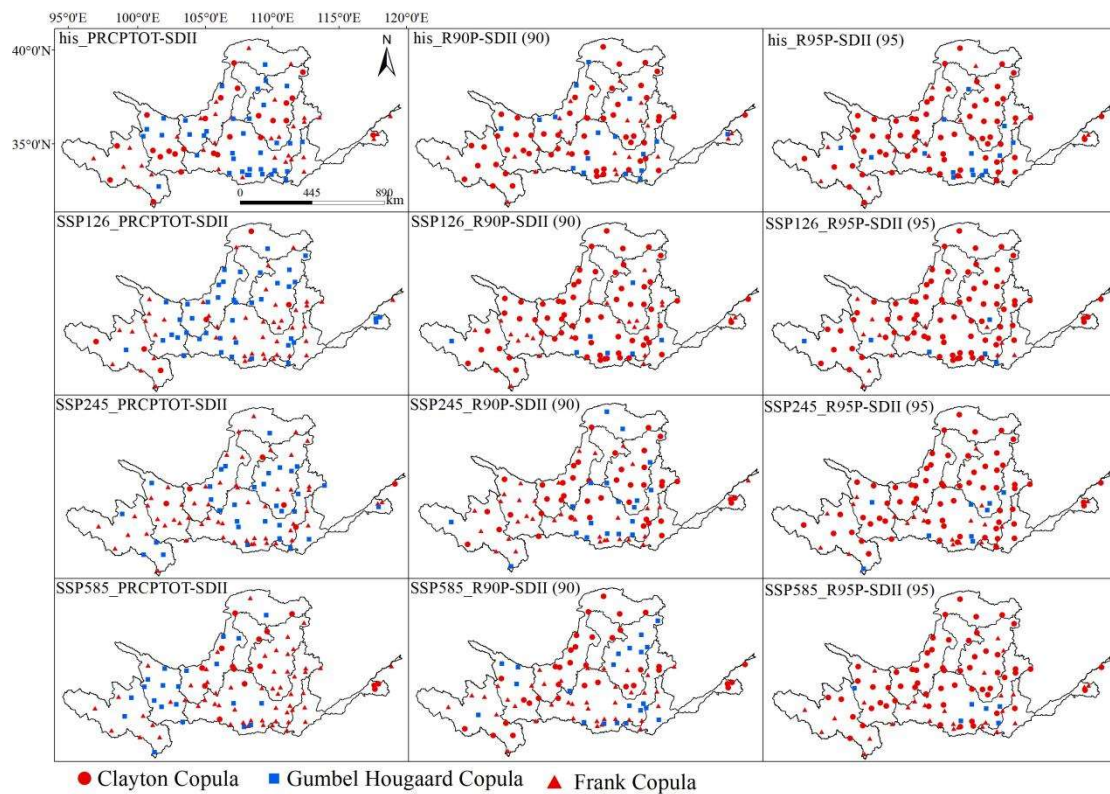 95°0'E 100°0'E 105°0'E 110°0'E 115°0'E 120°0'E
40°0'N
35°0'N
his_PRCPTOT-SDII
N
0 445 890
km
his_R90P-SDII (90)
his_R95P-SDII (95)
SSP126_PRCPTOT-SDII
SSP126_R90P-SDII (90)
SSP126_R95P-SDII (95)
SSP245_PRCPTOT-SDII
SSP245_R90P-SDII (90)
SSP245_R95P-SDII (95)
SSP585_PRCPTOT-SDII
SSP585_R90P-SDII (90)
SSP585_R95P-SDII (95)
Clayton Copula Gumbel Hougaard Copula Frank Copula